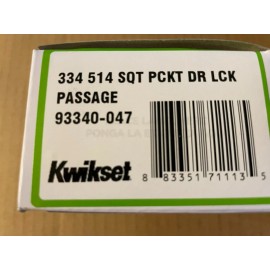 334 514 SQT PCKT DR LCK
PASSAGE
93340-047
Kwikset
8 83351 71113 5